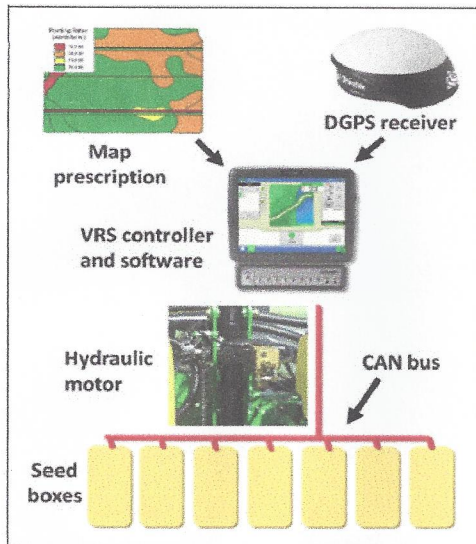 DGPS receiver
Map
prescription
VRS controller
and software
Hydraulic
motor
CAN bus
Seed
boxes